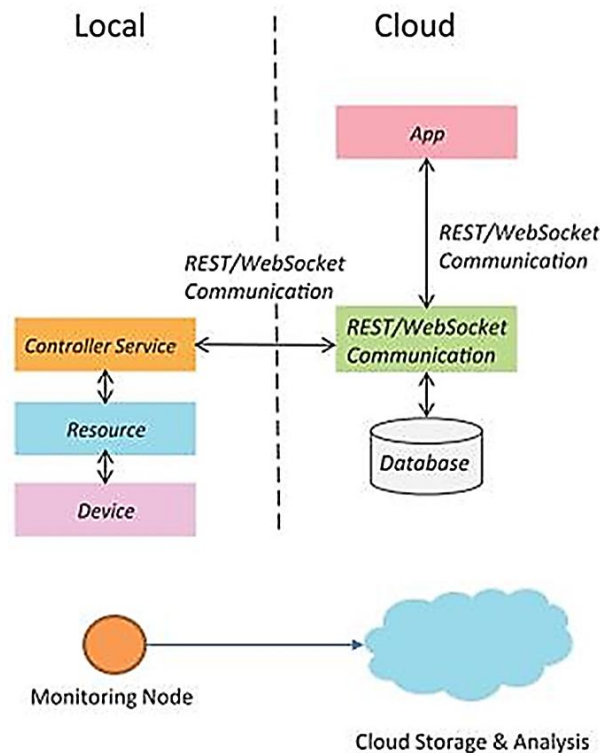 Local
Cloud
App
REST/WebSocket
Communication
REST/WebSocket
Communication
Controller Service
REST/WebSocket
Communication
Resource
Database
Device
Monitoring Node
Cloud Storage & Analysis